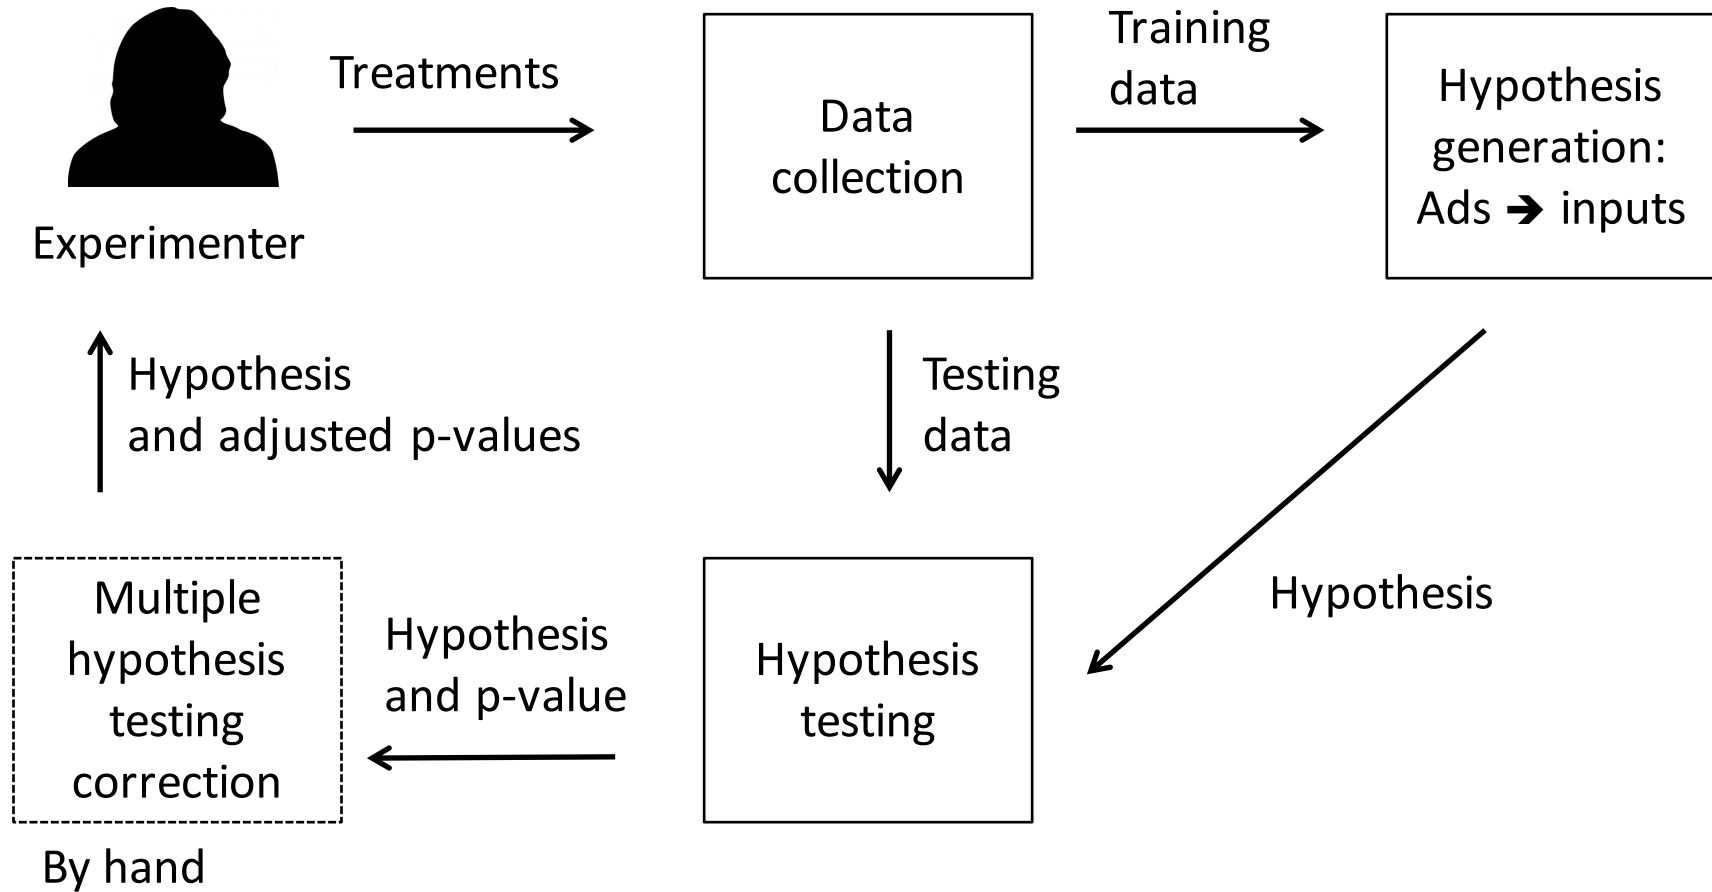 Treatments
Experimenter
Data
collection
Training
data
Hypothesis
generation:
Ads ➔ inputs
Hypothesis
and adjusted p-values
Testing
data
Hypothesis
Multiple
hypothesis
testing
correction
By hand
Hypothesis
and p-value
Hypothesis
testing